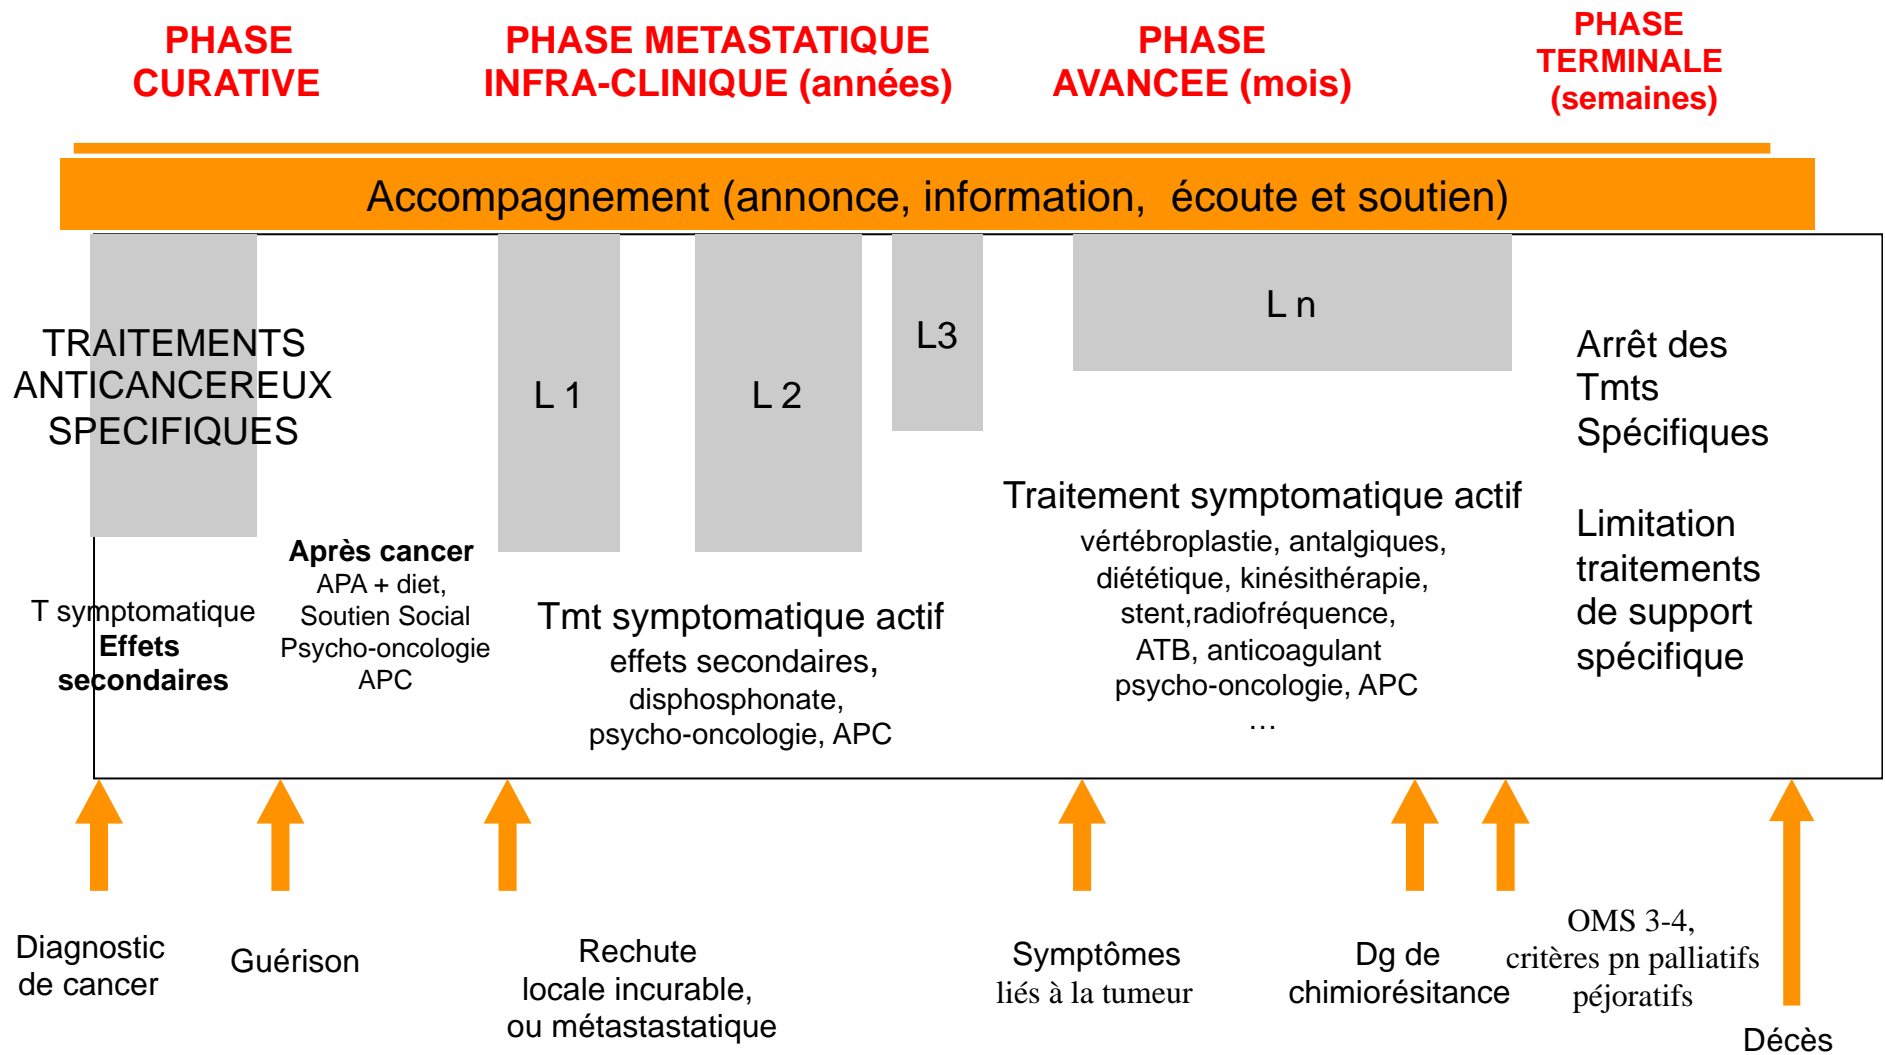 PHASE
CURATIVE
PHASE METASTATIQUE
INFRA-CLINIQUE (années)
PHASE
AVANCEE (mois)
PHASE
TERMINALE
(semaines)
Accompagnement (annonce, information, écoute et soutien)
TRAITEMENTS
ANTICANCEREUX
SPECIFIQUES
L 1
L 2
L3
L n
Arrêt des
Tmts
Spécifiques
Limitation
traitements
de support
spécifique
T symptomatique
Effets
secondaires
Après cancer
APA + diet,
Soutien Social
Psycho-oncologie
APC
Tmt symptomatique actif
effets secondaires,
disphosphonate,
psycho-oncologie, APC
Traitement symptomatique actif
vértébroplastie, antalgiques,
diététique, kinésithérapie,
stent,radiofréquence,
ATB, anticoagulant
psycho-oncologie, APC
…
Diagnostic
de cancer
Guérison
Rechute
locale incurable,
ou métastastatique
Symptômes
liés à la tumeur
Dg de
chimiorésitance
OMS 3-4,
critères pn palliatifs
péjoratifs
Décès